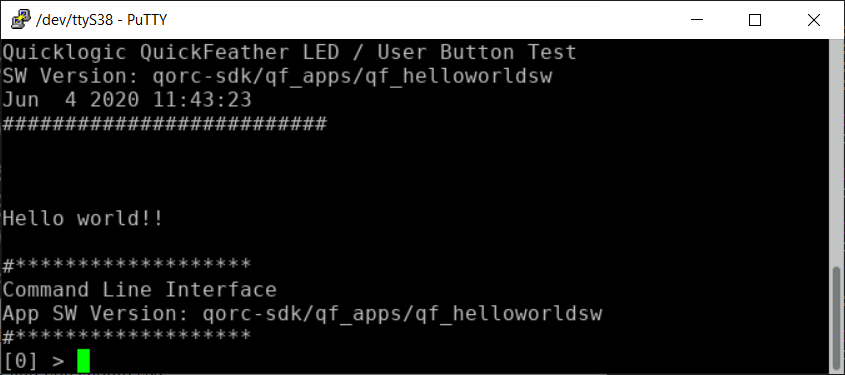 /dev/ttyS38 - PuTTY
Quicklogic QuickFeather LED / User Button Test
SW Version: qorc-sdk/qf_apps/qf_helloworldsw
Jun  4 2020 11:43:23
##########################
Hello world!!
#*******************
Command Line Interface
App SW Version: qorc-sdk/qf_apps/qf_helloworldsw
#*******************
[0] >